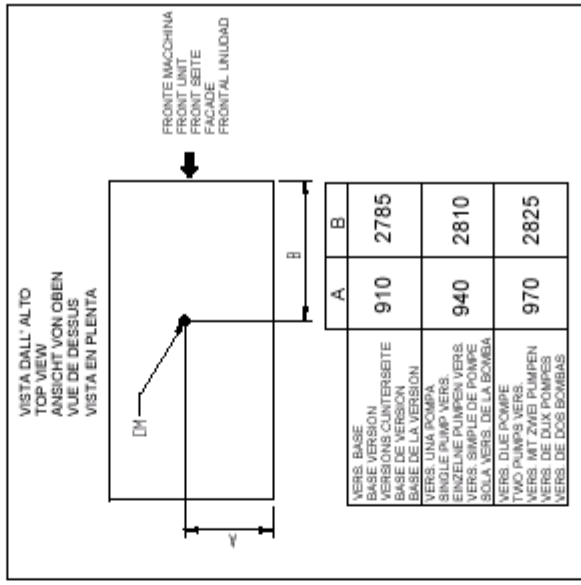 VISTA DALL' ALTO
TOP VIEW
ANSICHT VON OBEN
VUE DE DESSUS
VISTA EN PLENTA
FRONTE MACCHINA
FRONT UNIT
FRONT SEITE
FACADE
FRONTAL UNUDAD
CM
A
B
A B
VERS. BASE
BASE VERSION
VERSIONS CUNTERSEITE
BASE DE VERSION
BASE DE LA VERSION
910 2785
VERS. UNA POMPA
SINGLE PUMP VERS.
EINZELNE PUMPEN VERS.
VERS. SIMPLE DE POMPE
SOLA VERS. DE LA BOMBA
940 2810
VERS. DUE POMPE
TWO PUMPS VERS.
VERS. MIT ZWEI PUMPEN
VERS. DE DUX POMPES
VERS. DE DOS BOMBAS
970 2825